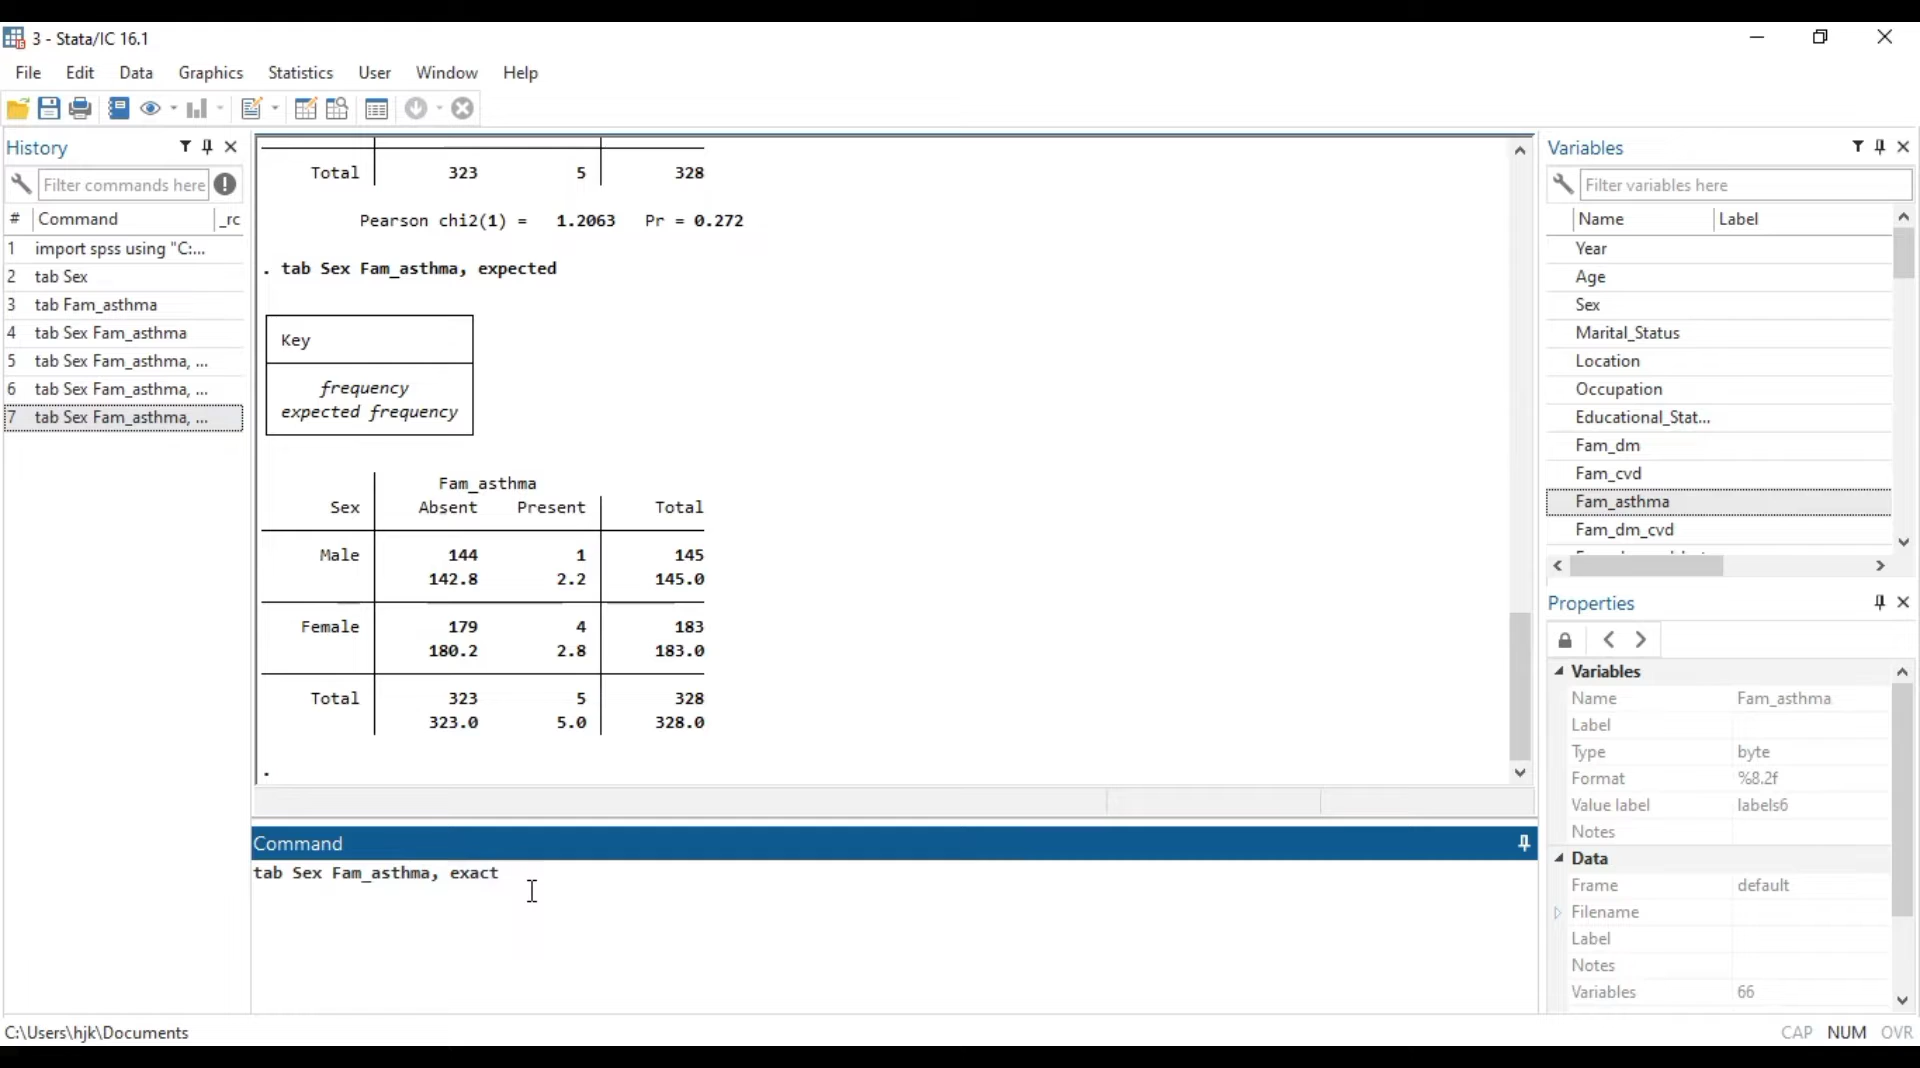 3 - Stata/IC 16.1
File Edit Data Graphics Statistics User Window Help
History
Filter commands here
# Command _rc
1 import spss using "C:...
2 tab Sex
3 tab Fam_asthma
4 tab Sex Fam_asthma
5 tab Sex Fam_asthma, ...
6 tab Sex Fam_asthma, ...
7 tab Sex Fam_asthma, ...
Total 323 5 328
Pearson chi2(1) = 1.2063 Pr = 0.272
. tab Sex Fam_asthma, expected
Key
frequency
expected frequency
Fam_asthma
Sex Absent Present Total
Male 144 1 145
142.8 2.2 145.0
Female 179 4 183
180.2 2.8 183.0
Total 323 5 328
323.0 5.0 328.0
.
Command
tab Sex Fam_asthma, exact
Variables
Filter variables here
Name Label
Year
Age
Sex
Marital_Status
Location
Occupation
Educational_Stat...
Fam_dm
Fam_cvd
Fam_asthma
Fam_dm_cvd
Properties
Variables
Name Fam_asthma
Label
Type byte
Format %8.2f
Value label labels6
Notes
Data
Frame default
Filename
Label
Notes
Variables 66
C:\Users\hjk\Documents
CAP NUM OVR